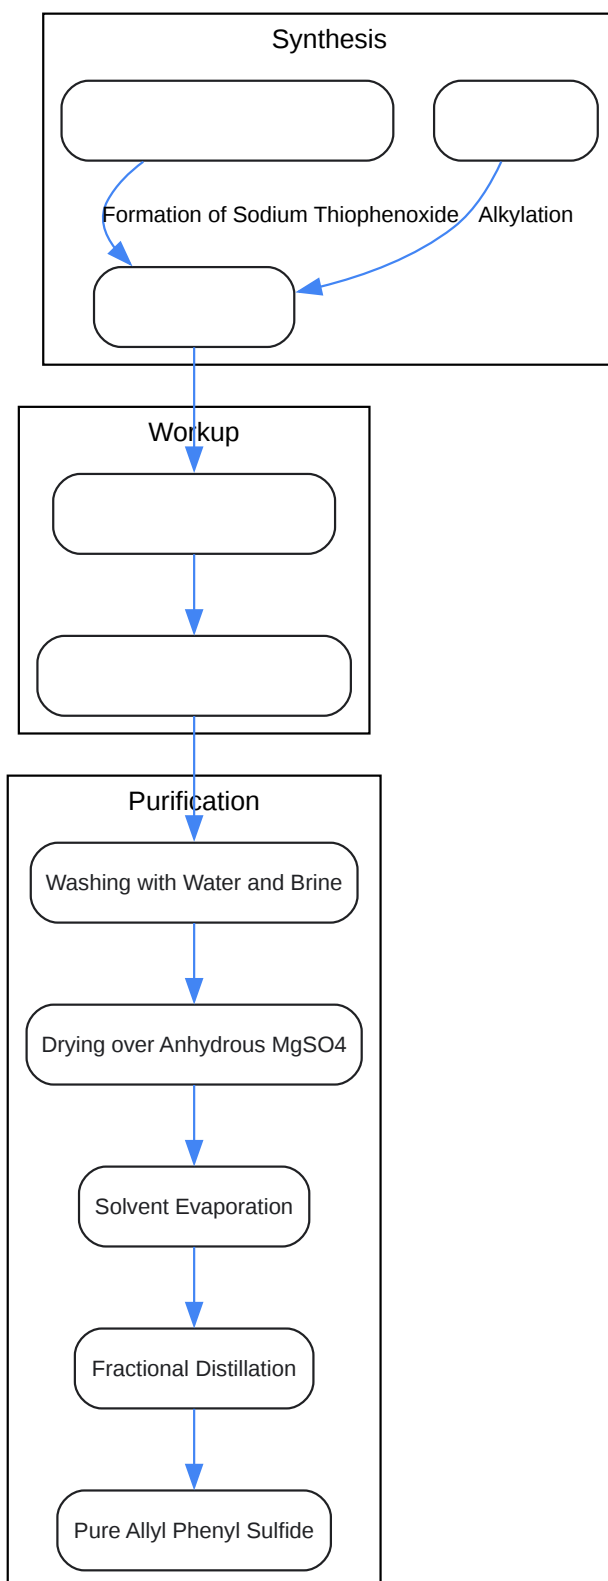 Synthesis
Formation of Sodium Thiophenoxide
Alkylation
Workup
Purification
Washing with Water and Brine
Drying over Anhydrous MgSO4
Solvent Evaporation
Fractional Distillation
Pure Allyl Phenyl Sulfide